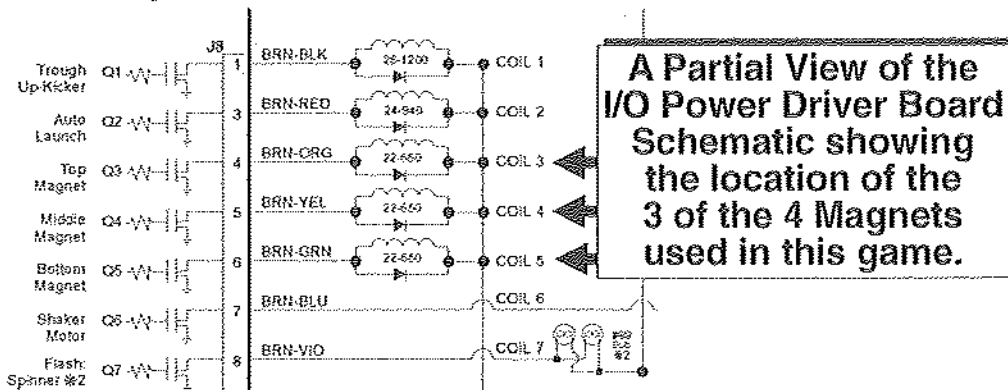 J8
Trough
Up-Kicker
Q1
1
BRN-BLK
26-1200
COIL 1
Auto
Launch
Q2
3
BRN-RED
24-940
COIL 2
Top
Magnet
Q3
4
BRN-ORG
22-650
COIL 3
Middle
Magnet
Q4
5
BRN-YEL
22-650
COIL 4
Bottom
Magnet
Q5
6
BRN-GRN
22-650
COIL 5
Shaker
Motor
Q6
7
BRN-BLU
COIL 6
Flash:
Spinner ※2
Q7
8
BRN-VIO
COIL 7
※2
A Partial View of the
I/O Power Driver Board
Schematic showing
the location of the
3 of the 4 Magnets
used in this game.